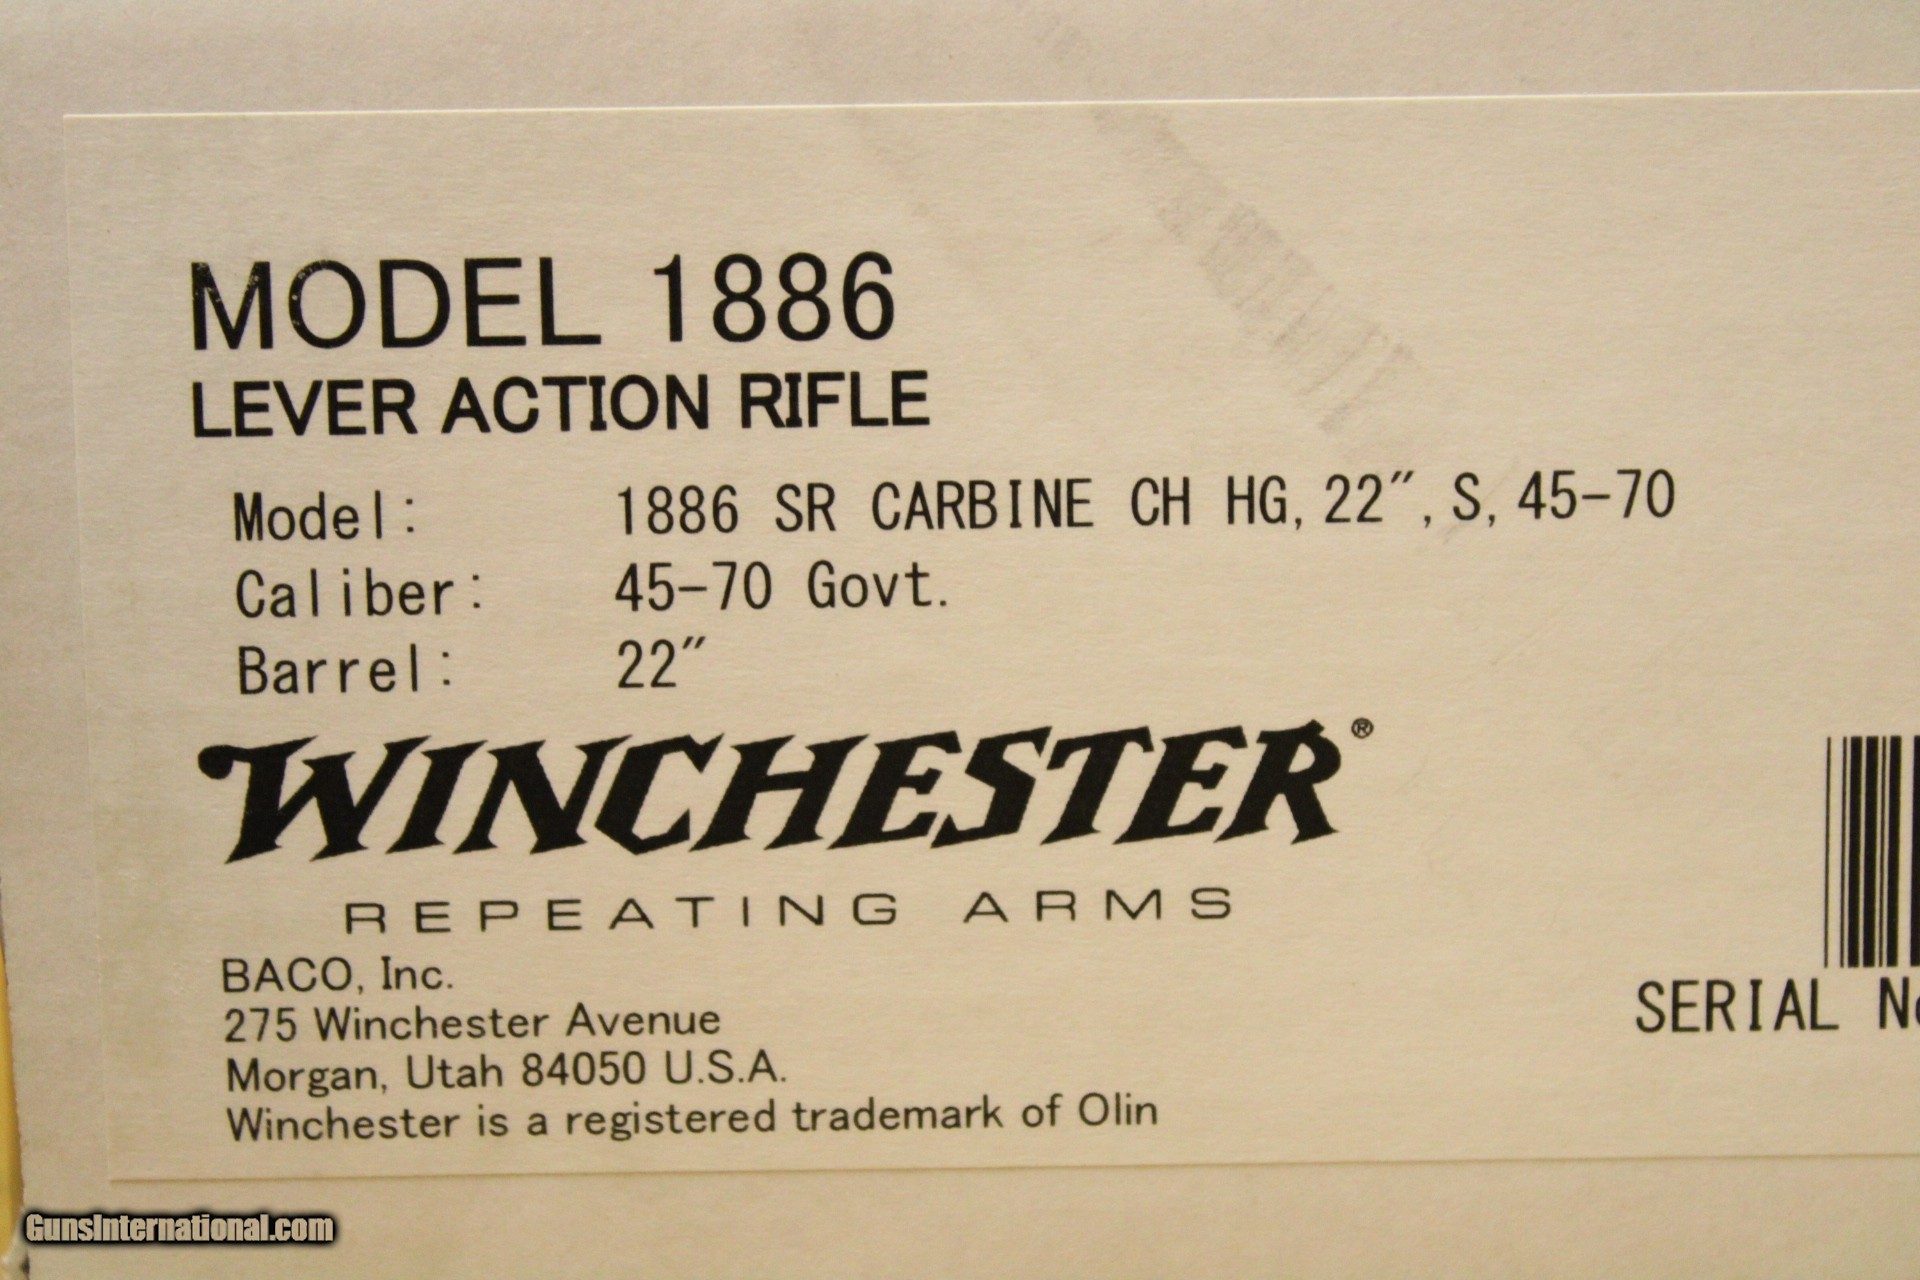 MODEL 1886
LEVER ACTION RIFLE
Model: 1886 SR CARBINE CH HG, 22", S, 45-70
Caliber: 45-70 Govt.
Barrel: 22"
WINCHESTER®
REPEATING ARMS
BACO, Inc.
275 Winchester Avenue
Morgan, Utah 84050 U.S.A.
Winchester is a registered trademark of Olin
SERIAL
GunsInternational.com